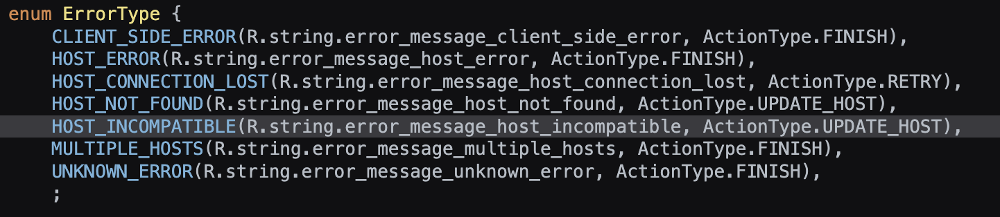 enum ErrorType {
    CLIENT_SIDE_ERROR(R.string.error_message_client_side_error, ActionType.FINISH),
    HOST_ERROR(R.string.error_message_host_error, ActionType.FINISH),
    HOST_CONNECTION_LOST(R.string.error_message_host_connection_lost, ActionType.RETRY),
    HOST_NOT_FOUND(R.string.error_message_host_not_found, ActionType.UPDATE_HOST),
    HOST_INCOMPATIBLE(R.string.error_message_host_incompatible, ActionType.UPDATE_HOST),
    MULTIPLE_HOSTS(R.string.error_message_multiple_hosts, ActionType.FINISH),
    UNKNOWN_ERROR(R.string.error_message_unknown_error, ActionType.FINISH),
    ;